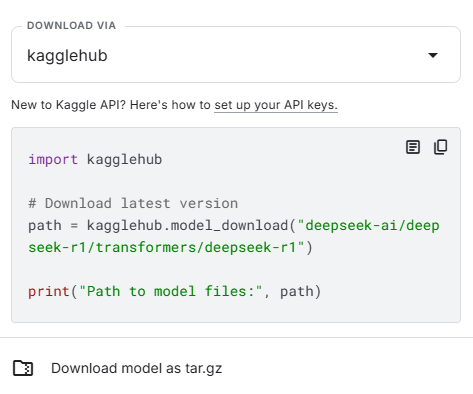 DOWNLOAD VIA
kagglehub
New to Kaggle API? Here's how to set up your API keys.
import kagglehub
# Download latest version
path = kagglehub.model_download("deepseek-ai/deep
seek-r1/transformers/deepseek-r1")
print("Path to model files:", path)
Download model as tar.gz